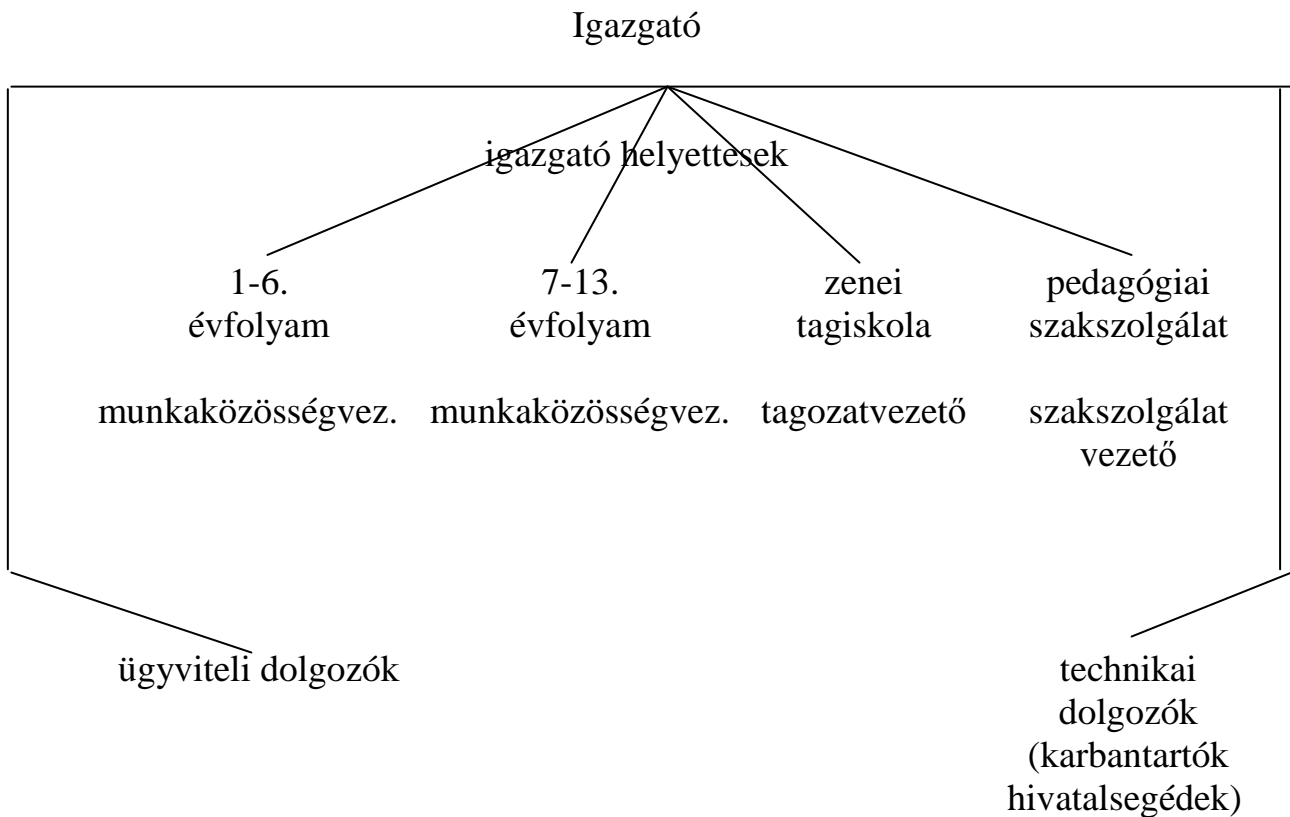 Igazgató
igazgató helyettesek
1-6.
évfolyam
munkaközösségvez.
7-13.
évfolyam
munkaközösségvez.
zenei
tagiskola
tagozatvezető
pedagógiai
szakszolgálat
szakszolgálat
vezető
ügyviteli dolgozók
technikai
dolgozók
(karbantartók
hivatalsegédek)